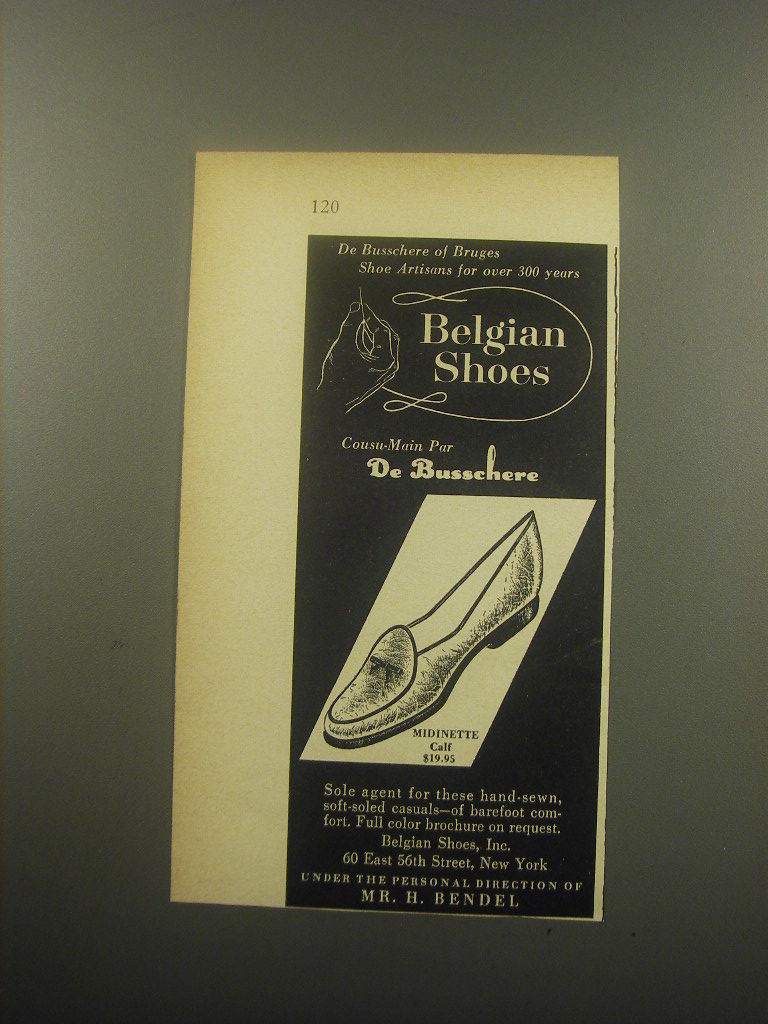 120
De Busschere of Bruges
Shoe Artisans for over 300 years
Belgian
Shoes
Cousu-Main Par
De Busschere
MIDINETTE
Calf
$19.95
Sole agent for these hand-sewn,
soft-soled casuals—of barefoot com-
fort. Full color brochure on request.
Belgian Shoes, Inc.
60 East 56th Street, New York
UNDER THE PERSONAL DIRECTION OF
MR. H. BENDEL